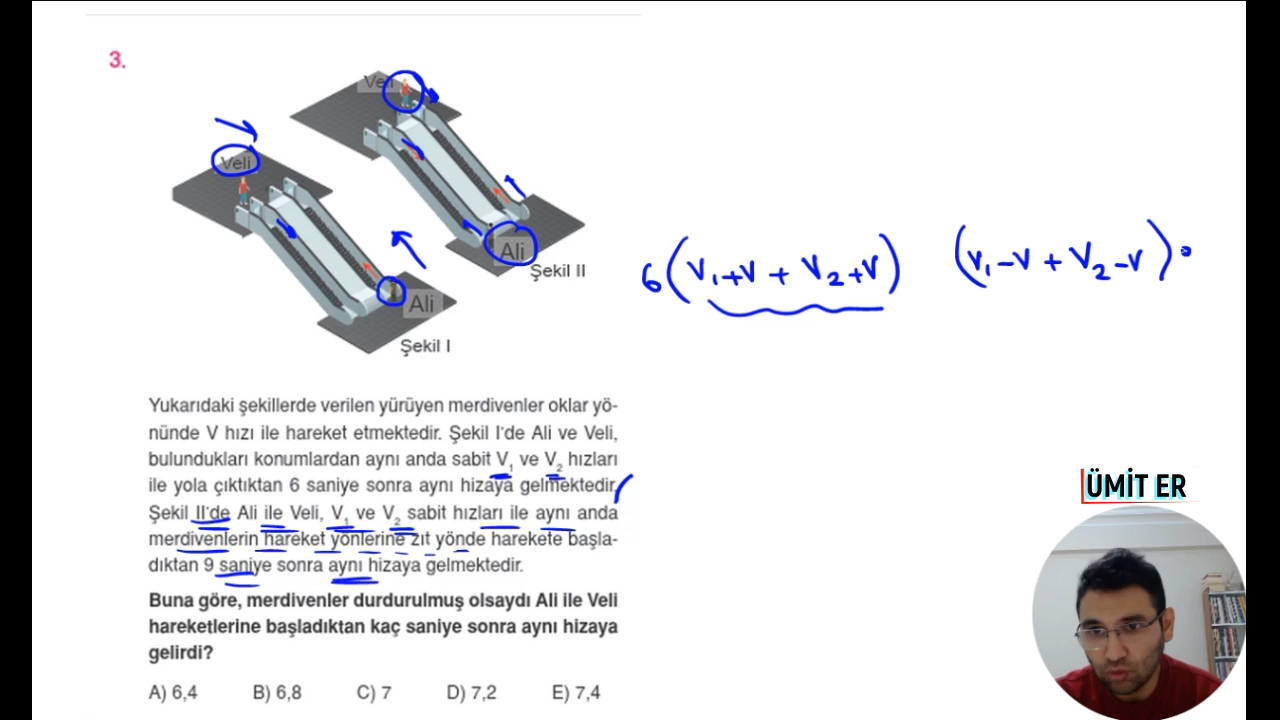 3.
Veli
Veli
Ali
Şekil II
Ali
Şekil I
6(V₁+V + V₂+V) (V₁-V + V₂-V).
Yukarıdaki şekillerde verilen yürüyen merdivenler oklar yö-
nünde V hızı ile hareket etmektedir. Şekil I'de Ali ve Veli,
bulundukları konumlardan aynı anda sabit V₁ ve V₂ hızları
ile yola çıktıktan 6 saniye sonra aynı hizaya gelmektedir.
Şekil II'de Ali ile Veli, V₁ ve V₂ sabit hızları ile aynı anda
merdivenlerin hareket yönlerine zıt yönde harekete başla-
dıktan 9 saniye sonra aynı hizaya gelmektedir.
Buna göre, merdivenler durdurulmuş olsaydı Ali ile Veli
hareketlerine başladıktan kaç saniye sonra aynı hizaya
gelirdi?
A) 6,4 B) 6,8 C) 7 D) 7,2 E) 7,4
ÜMİT ER